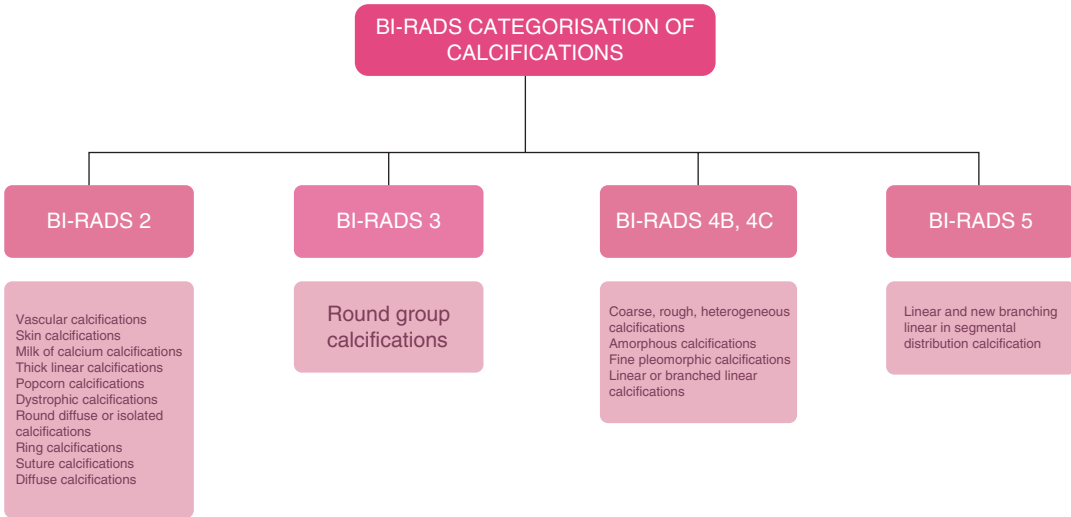 BI-RADS CATEGORISATION OF
CALCIFICATIONS
BI-RADS 2
BI-RADS 3
BI-RADS 4B, 4C
BI-RADS 5
Vascular calcifications
Skin calcifications
Milk of calcium calcifications
Thick linear calcifications
Popcorn calcifications
Dystrophic calcifications
Round diffuse or isolated
calcifications
Ring calcifications
Suture calcifications
Diffuse calcifications
Round group
calcifications
Coarse, rough, heterogeneous
calcifications
Amorphous calcifications
Fine pleomorphic calcifications
Linear or branched linear
calcifications
Linear and new branching
linear in segmental
distribution calcification